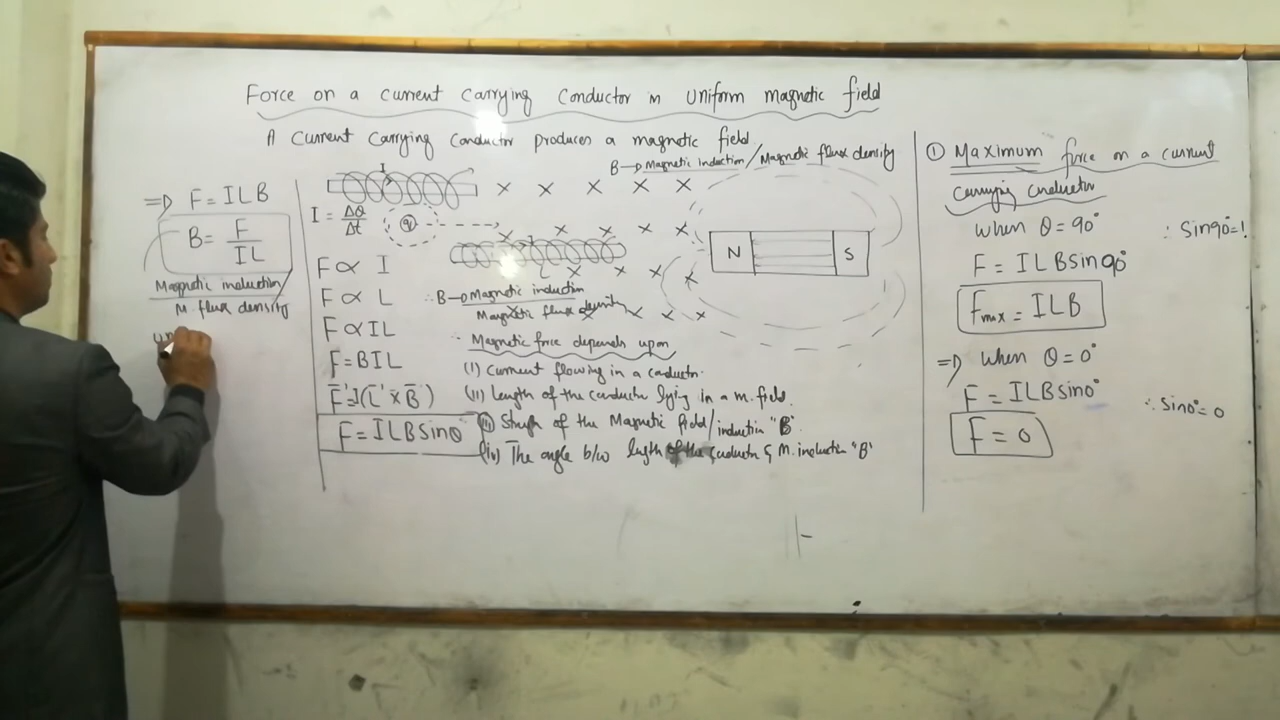 Force on a current carrying conductor in uniform magnetic field
A current carrying conductor produces a magnetic field.
B→ Magnetic induction/Magnetic flux density
=> F = ILB
B = F/IL
Magnetic induction/
M. flux density
I
I = ΔQ/Δt
q
F ∝ I
F ∝ L
F ∝ IL
F = BIL
F = I(L × B)
F = ILBSinθ
L
∴ B→ Magnetic induction
Magnetic flux density
Magnetic force depends upon
(i) current flowing in a conductor.
(ii) length of the conductor lying in a m. field.
(iii) of the Magnetic field/induction "B"
(iv) The angle b/w length of the conductor & M. induction "B"
N
S
① Maximum force on a current
carrying conductor
when θ = 90°
∴ Sin90°=1
F = ILBSin90°
Fmax = ILB
=> when θ = 0°
F = ILBSin0°
∴ Sin0° = 0
F = 0